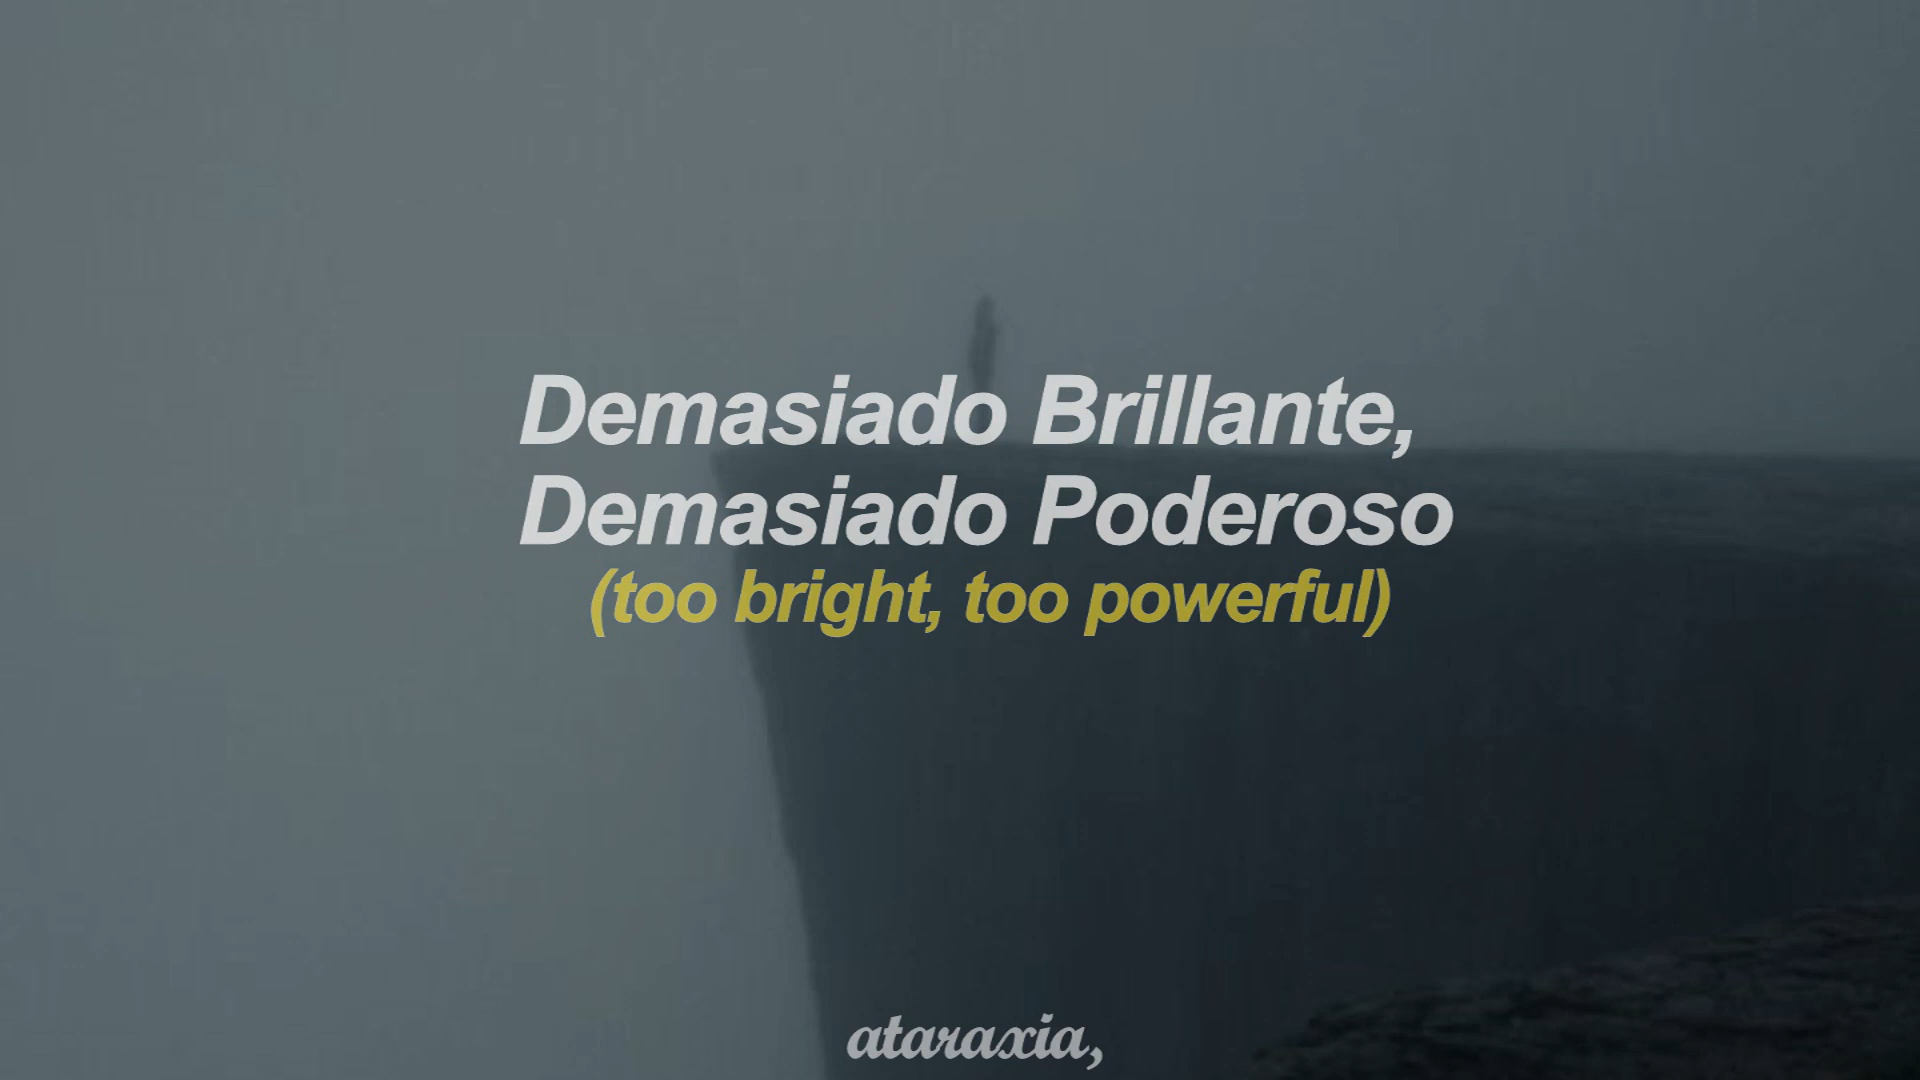 Demasiado Brillante,
Demasiado Poderoso
(too bright, too powerful)
ataraxia,